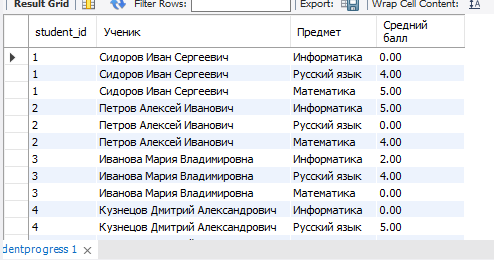 Result Grid Filter Rows: Export: Wrap Cell Content:
student_id Ученик Предмет Средний
балл
1 Сидоров Иван Сергеевич Информатика 0.00
1 Сидоров Иван Сергеевич Русский язык 4.00
1 Сидоров Иван Сергеевич Математика 5.00
2 Петров Алексей Иванович Информатика 5.00
2 Петров Алексей Иванович Русский язык 0.00
2 Петров Алексей Иванович Математика 4.00
3 Иванова Мария Владимировна Информатика 2.00
3 Иванова Мария Владимировна Русский язык 4.00
3 Иванова Мария Владимировна Математика 0.00
4 Кузнецов Дмитрий Александрович Информатика 0.00
4 Кузнецов Дмитрий Александрович Русский язык 5.00
dentprogress 1